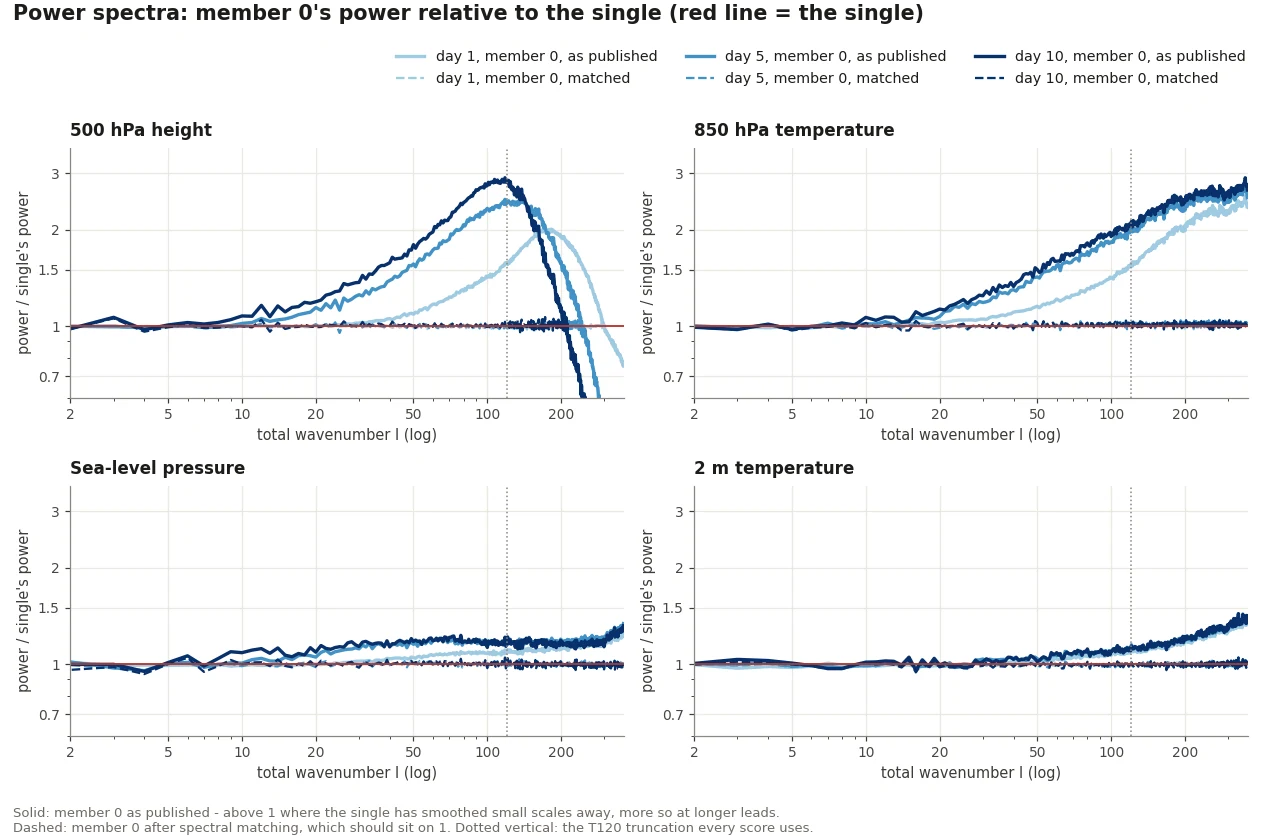 Power spectra: member 0's power relative to the single (red line = the single)
day 1, member 0, as published
day 5, member 0, as published
day 10, member 0, as published
day 1, member 0, matched
day 5, member 0, matched
day 10, member 0, matched
500 hPa height
power / single's power
3
2
1.5
1
0.7
2 5 10 20 50 100 200
total wavenumber l (log)
850 hPa temperature
power / single's power
3
2
1.5
1
0.7
2 5 10 20 50 100 200
total wavenumber l (log)
Sea-level pressure
power / single's power
3
2
1.5
1
0.7
2 5 10 20 50 100 200
total wavenumber l (log)
2 m temperature
power / single's power
3
2
1.5
1
0.7
2 5 10 20 50 100 200
total wavenumber l (log)
Solid: member 0 as published - above 1 where the single has smoothed small scales away, more so at longer leads.
Dashed: member 0 after spectral matching, which should sit on 1. Dotted vertical: the T120 truncation every score uses.